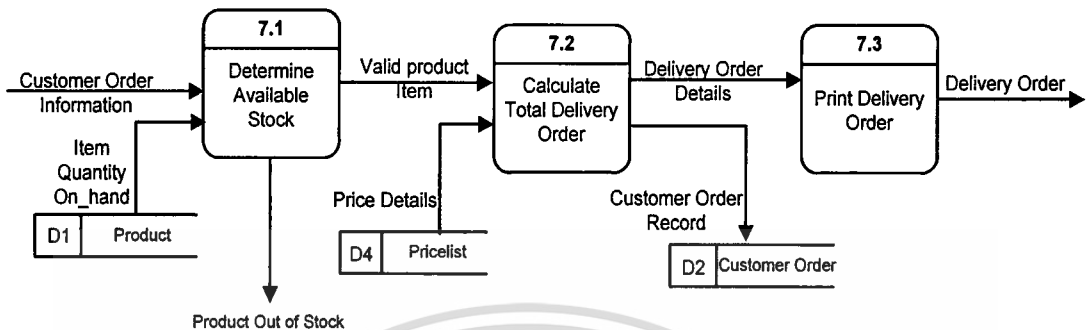 7.1
Determine
Available
Stock
7.2
Calculate
Total Delivery
Order
7.3
Print Delivery
Order
Customer Order
Information
Valid product
Item
Delivery Order
Details
Delivery Order
Item
Quantity
On_hand
D1 Product
Price Details
D4 Pricelist
Customer Order
Record
D2 Customer Order
Product Out of Stock